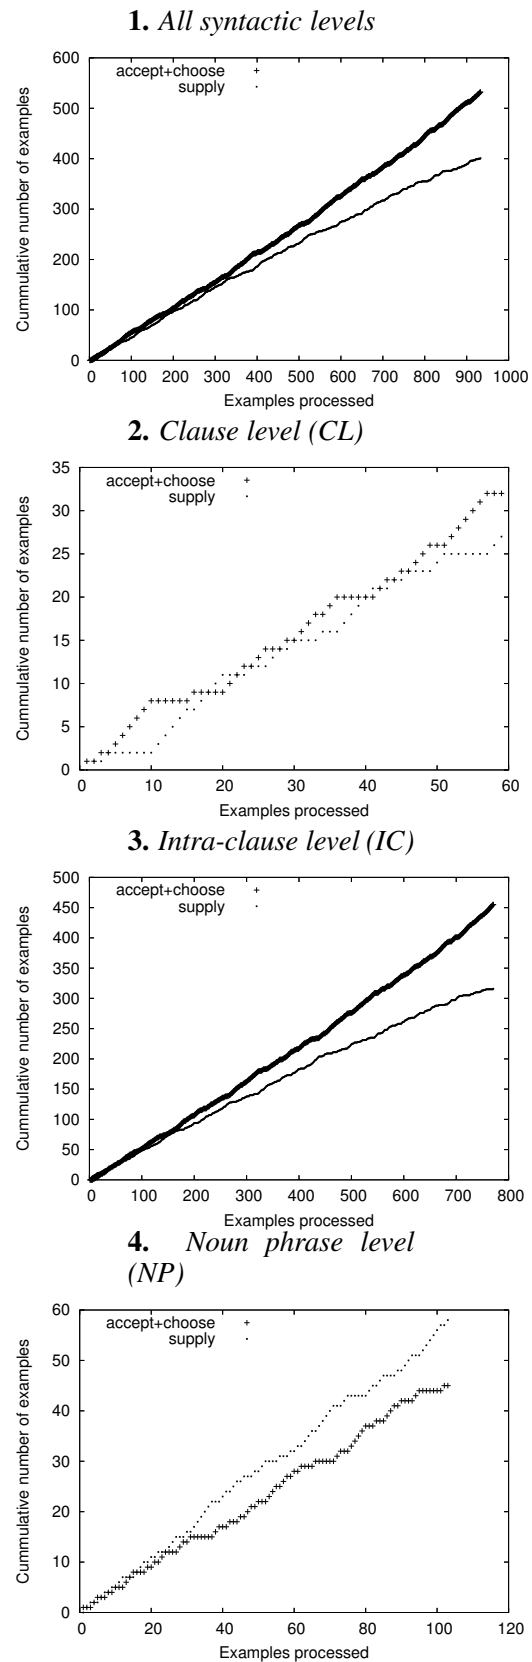 1. All syntactic levels
600
500
400
300
200
100
0
Cummulative number of examples
accept+choose +
supply ·
0 100 200 300 400 500 600 700 800 900 1000
Examples processed
2. Clause level (CL)
35
30
25
20
15
10
5
0
Cummulative number of examples
accept+choose +
supply ·
0 10 20 30 40 50 60
Examples processed
3. Intra-clause level (IC)
500
450
400
350
300
250
200
150
100
50
0
Cummulative number of examples
accept+choose +
supply ·
0 100 200 300 400 500 600 700 800
Examples processed
4. Noun phrase level
(NP)
60
50
40
30
20
10
0
Cummulative number of examples
accept+choose +
supply ·
0 20 40 60 80 100 120
Examples processed